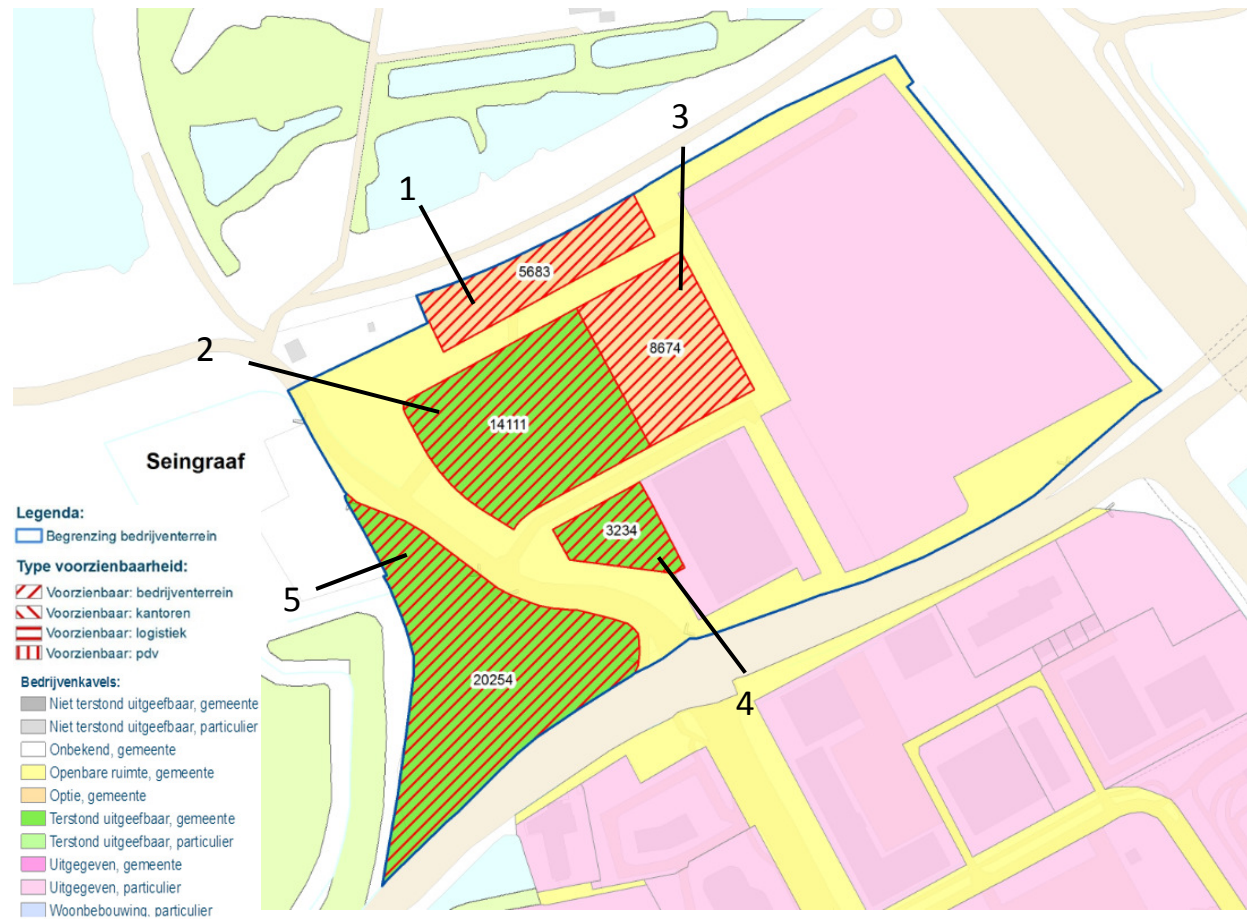 3
1
5683
2
8674
14111
Seingraaf
3234
5
20254
4
Legenda:
Begrenzing bedrijventerrein
Type voorzienbaarheid:
Voorzienbaar: bedrijventerrein
Voorzienbaar: kantoren
Voorzienbaar: logistiek
Voorzienbaar: pdv
Bedrijvenkavels:
Niet terstond uitgeefbaar, gemeente
Niet terstond uitgeefbaar, particulier
Onbekend, gemeente
Openbare ruimte, gemeente
Optie, gemeente
Terstond uitgeefbaar, gemeente
Terstond uitgeefbaar, particulier
Uitgegeven, gemeente
Uitgegeven, particulier
Woonbebouwing, particulier